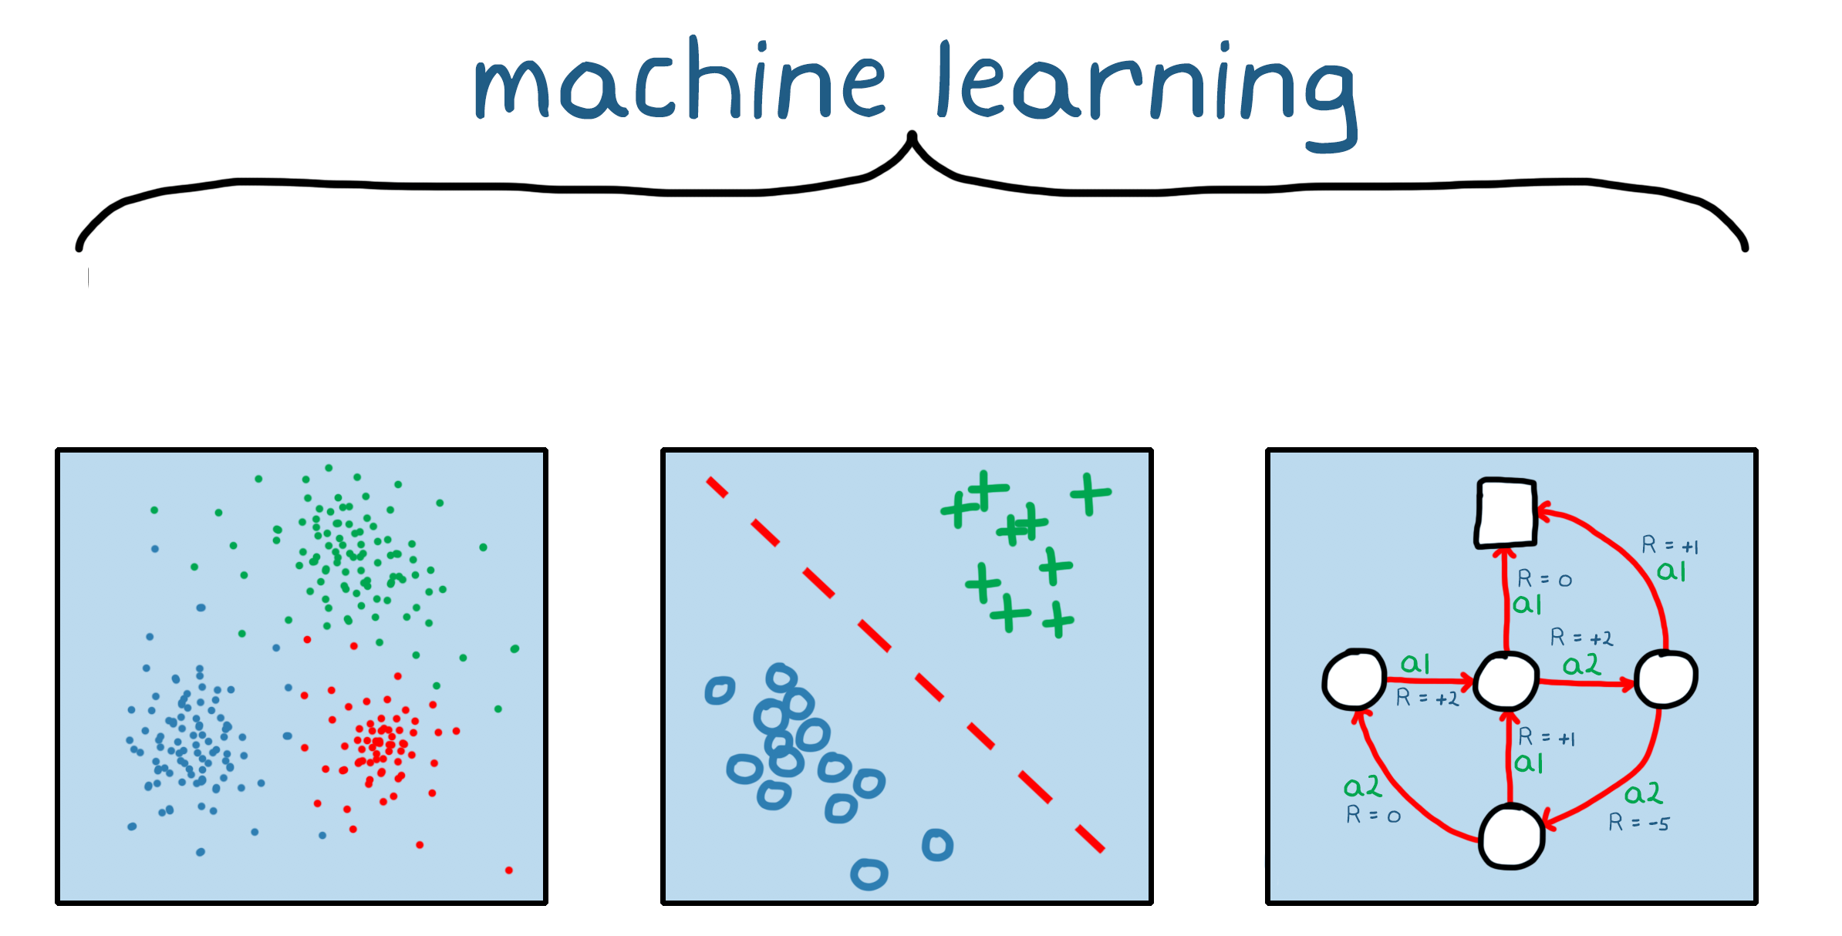 machine learning
R = +1
a1
R = 0
a1
R = +2
a2
a1
R = +2
R = +1
a1
a2
R = 0
a2
R = -5